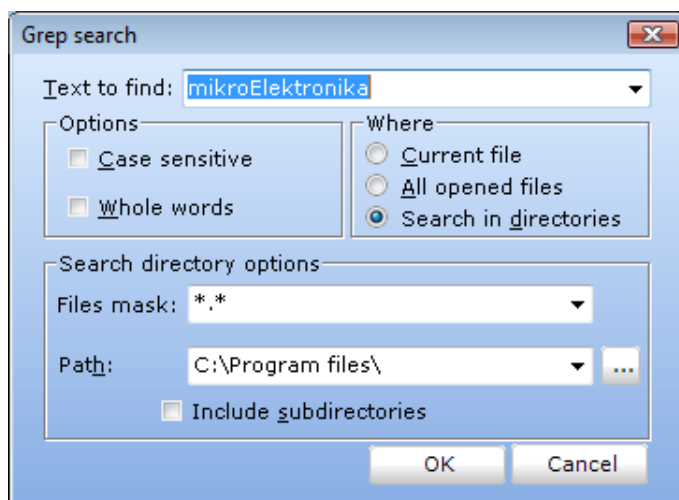 Grep search
Text to find: mikroElektronika
Options
Case sensitive
Whole words
Where
Current file
All opened files
Search in directories
Search directory options
Files mask: *.*
Path: C:\Program files\ ...
Include subdirectories
OK Cancel